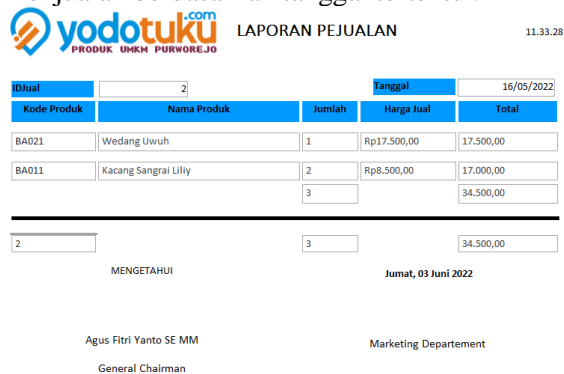 yodotuku.com
PRODUK UMKM PURWOREJO
LAPORAN PEJUALAN
11.33.28
IDJual 2 Tanggal 16/05/2022
Kode Produk Nama Produk Jumlah Harga Jual Total
BA021 Wedang Uwuh 1 Rp17.500,00 17.500,00
BA011 Kacang Sangrai Liliy 2 Rp8.500,00 17.000,00
3 34.500,00
2 3 34.500,00
MENGETAHUI Jumat, 03 Juni 2022
Agus Fitri Yanto SE MM Marketing Departement
General Chairman